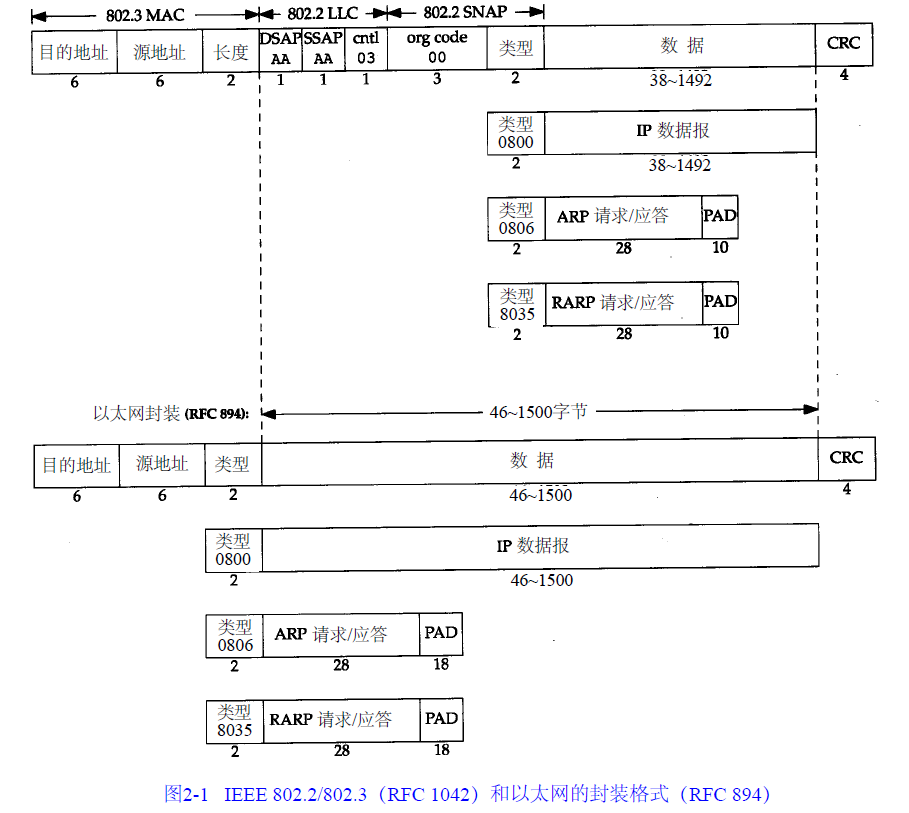 802.3 MAC 802.2 LLC 802.2 SNAP
目的地址 源地址 长度 DSAP AA SSAP AA cntl 03 org code 00 类型 数 据 CRC
6 6 2 1 1 1 3 2 38~1492 4
类型 0800 IP 数据报
2 38~1492
类型 0806 ARP 请求/应答 PAD
2 28 10
类型 8035 RARP 请求/应答 PAD
2 28 10
以太网封装 (RFC 894): 46~1500字节
目的地址 源地址 类型 数 据 CRC
6 6 2 46~1500 4
类型 0800 IP 数据报
2 46~1500
类型 0806 ARP 请求/应答 PAD
2 28 18
类型 8035 RARP 请求/应答 PAD
2 28 18
图2-1 IEEE 802.2/802.3（RFC 1042）和以太网的封装格式（RFC 894）